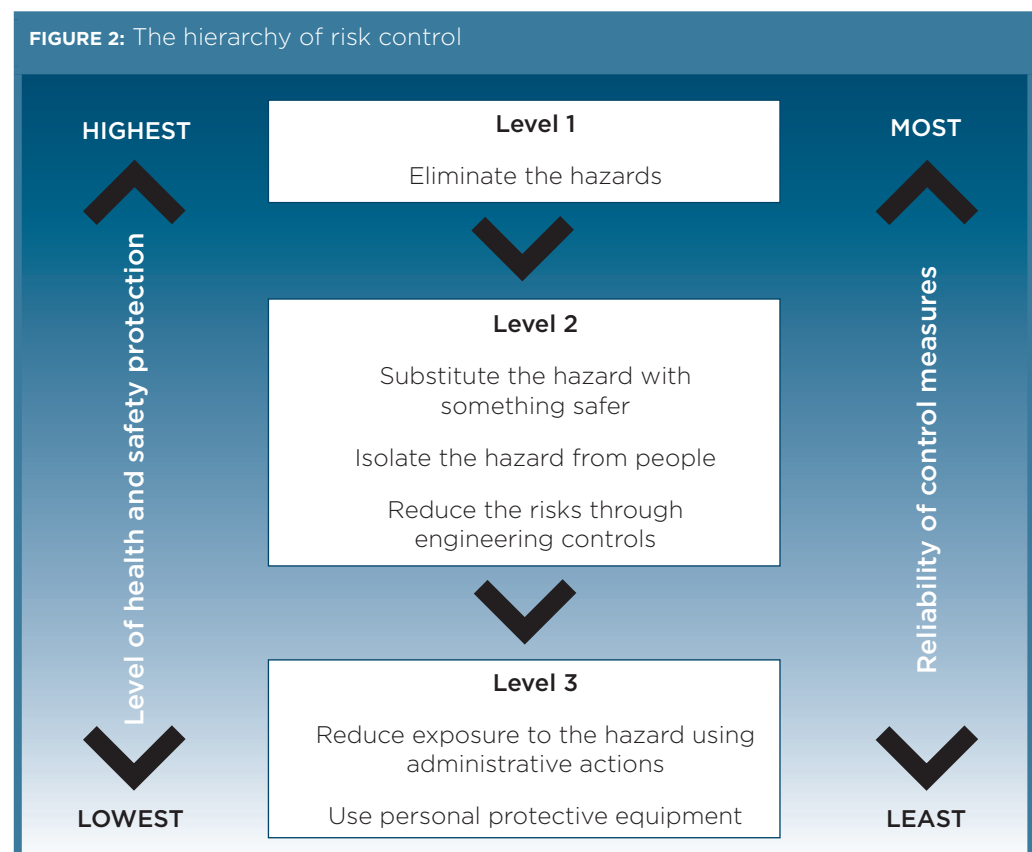 FIGURE 2: The hierarchy of risk control
HIGHEST
Level of health and safety protection
LOWEST
Level 1
Eliminate the hazards
Level 2
Substitute the hazard with
something safer
Isolate the hazard from people
Reduce the risks through
engineering controls
Level 3
Reduce exposure to the hazard using
administrative actions
Use personal protective equipment
MOST
Reliability of control measures
LEAST